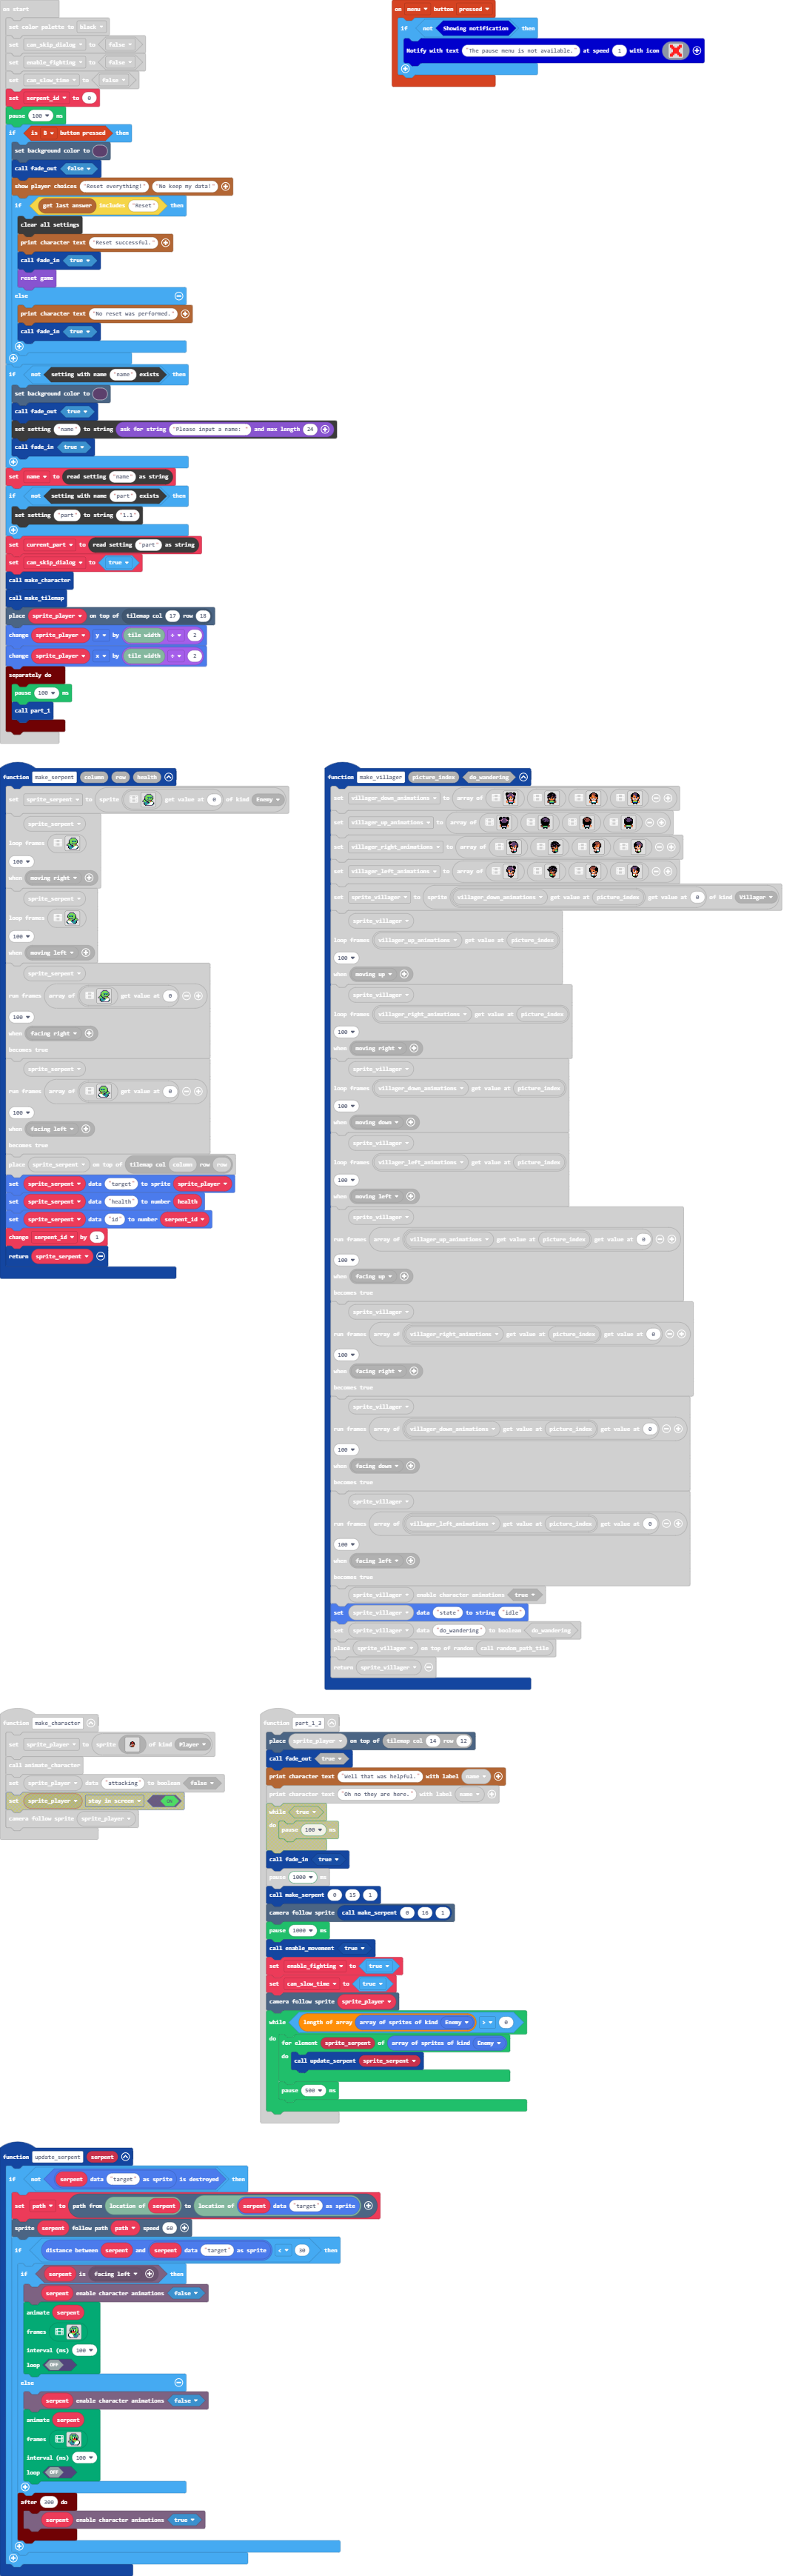 on start
set color palette to black
set can_skip_dialog to false
set enable_fighting to false
set can_slow_time to false
set serpent_id to 0
pause 100 ms
if is B button pressed then
set background color to
call fade_out false
show player choices "Reset everything!" "No keep my data!"
if get last answer includes "Reset" then
clear all settings
print character text "Reset successful."
call fade_in true
reset game
else
print character text "No reset was performed."
call fade_in true
if not setting with name "name" exists then
set background color to
call fade_out true
set setting "name" to string ask for string "Please input a name: " and max length 24
call fade_in true
set name to read setting "name" as string
if not setting with name "part" exists then
set setting "part" to string "1.1"
set current_part to read setting "part" as string
set can_skip_dialog to true
call make_character
call make_tilemap
place sprite_player on top of tilemap col 17 row 18
change sprite_player y by tile width ÷ 2
change sprite_player x by tile width ÷ 2
separately do
pause 100 ms
call part_1
on menu button pressed
if not Showing notification then
Notify with text "The pause menu is not available." at speed 1 with icon
function make_serpent column row health
set sprite_serpent to sprite get value at 0 of kind Enemy
sprite_serpent
loop frames
100
when moving right
sprite_serpent
loop frames
100
when moving left
sprite_serpent
run frames array of get value at 0
100
when facing right
becomes true
sprite_serpent
run frames array of get value at 0
100
when facing left
becomes true
place sprite_serpent on top of tilemap col column row row
set sprite_serpent data "target" to sprite sprite_player
set sprite_serpent data "health" to number health
set sprite_serpent data "id" to number serpent_id
change serpent_id by 1
return sprite_serpent
function make_villager picture_index do_wandering
set villager_down_animations to array of
set villager_up_animations to array of
set villager_right_animations to array of
set villager_left_animations to array of
set sprite_villager to sprite villager_down_animations get value at picture_index get value at 0 of kind Villager
sprite_villager
loop frames villager_up_animations get value at picture_index
100
when moving up
sprite_villager
loop frames villager_right_animations get value at picture_index
100
when moving right
sprite_villager
loop frames villager_down_animations get value at picture_index
100
when moving down
sprite_villager
loop frames villager_left_animations get value at picture_index
100
when moving left
sprite_villager
run frames array of villager_up_animations get value at picture_index get value at 0
100
when facing up
becomes true
sprite_villager
run frames array of villager_right_animations get value at picture_index get value at 0
100
when facing right
becomes true
sprite_villager
run frames array of villager_down_animations get value at picture_index get value at 0
100
when facing down
becomes true
sprite_villager
run frames array of villager_left_animations get value at picture_index get value at 0
100
when facing left
becomes true
sprite_villager enable character animations true
set sprite_villager data "state" to string "idle"
set sprite_villager data "do_wandering" to boolean do_wandering
place sprite_villager on top of random call random_path_tile
return sprite_villager
function make_character
set sprite_player to sprite of kind Player
call animate_character
set sprite_player data "attacking" to boolean false
set sprite_player stay in screen ON
camera follow sprite sprite_player
function part_1_3
place sprite_player on top of tilemap col 14 row 12
call fade_out true
print character text "Well that was helpful." with label name
print character text "Oh no they are here." with label name
while true
do pause 100 ms
call fade_in true
pause 1000 ms
call make_serpent 0 15 1
camera follow sprite call make_serpent 0 16 1
pause 1000 ms
call enable_movement true
set enable_fighting to true
set can_slow_time to true
camera follow sprite sprite_player
while length of array array of sprites of kind Enemy > 0
do for element sprite_serpent of array of sprites of kind Enemy
do call update_serpent sprite_serpent
pause 500 ms
function update_serpent serpent
if not serpent data "target" as sprite is destroyed then
set path to path from location of serpent to location of serpent data "target" as sprite
sprite serpent follow path path speed 60
if distance between serpent and serpent data "target" as sprite < 30 then
if serpent is facing left then
serpent enable character animations false
animate serpent
frames
interval (ms) 100
loop OFF
else
serpent enable character animations false
animate serpent
frames
interval (ms) 100
loop OFF
after 300 do
serpent enable character animations true